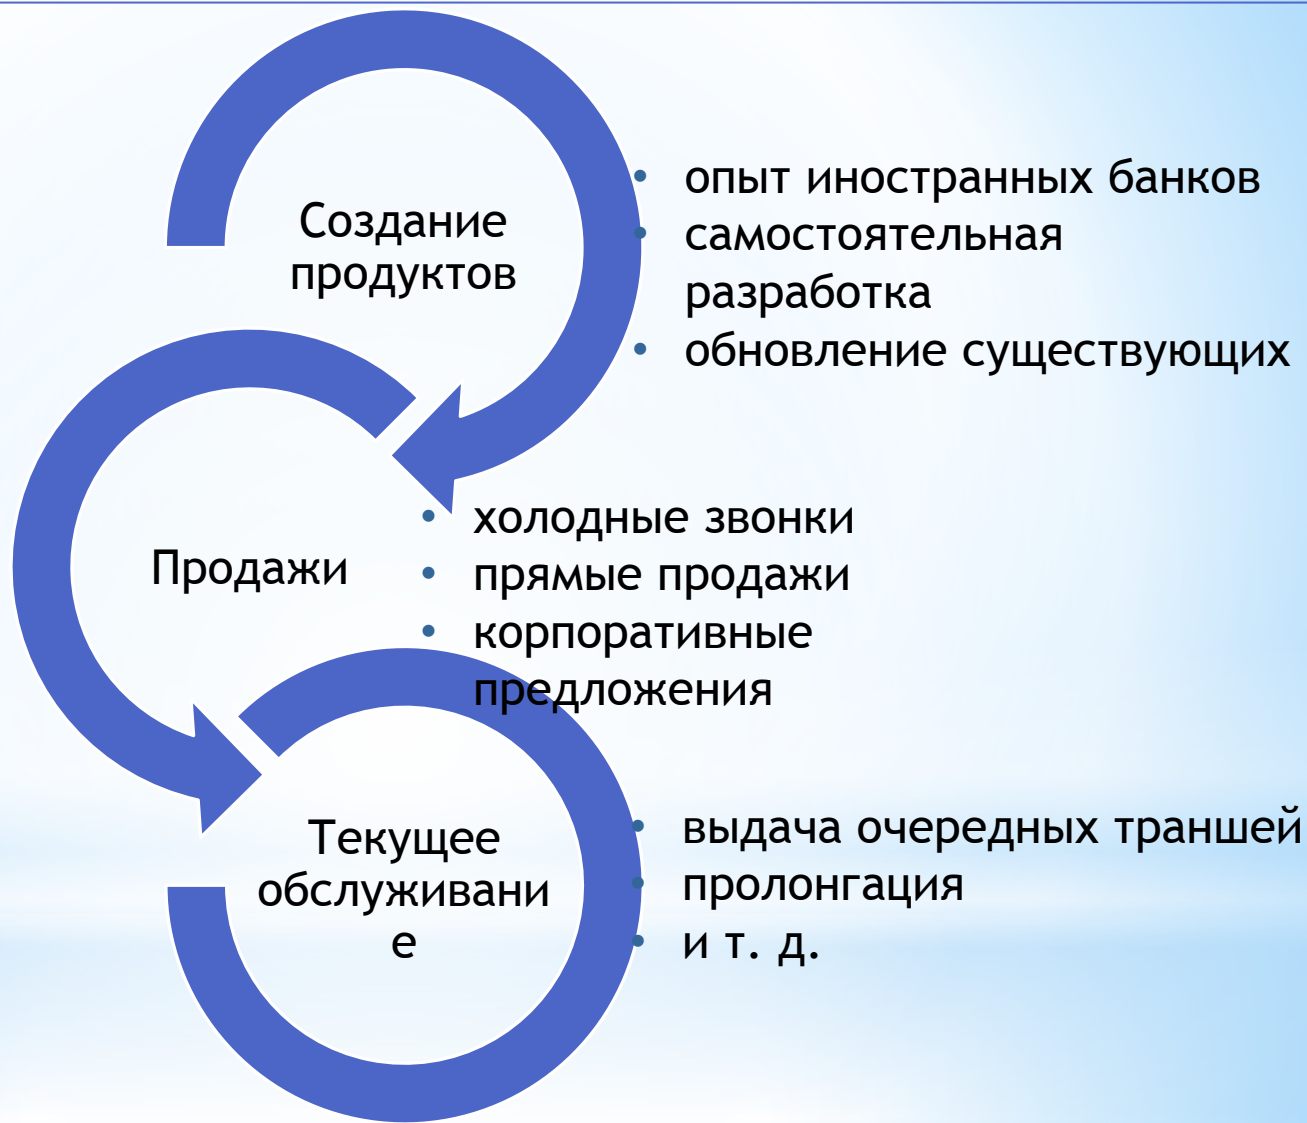 Создание
продуктов
• опыт иностранных банков
• самостоятельная
разработка
• обновление существующих
Продажи
• холодные звонки
• прямые продажи
• корпоративные
предложения
Текущее
обслуживани
е
• выдача очередных траншей
• пролонгация
• и т. д.